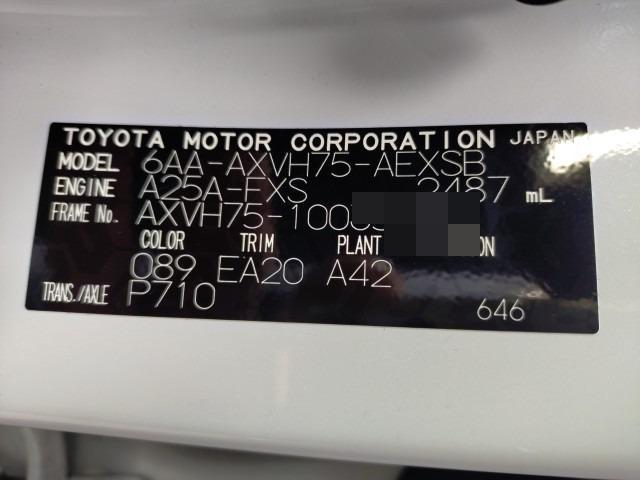 TOYOTA MOTOR CORPORATION JAPAN
MODEL 6AA-AXVH75-AEXSB
ENGINE A25A-FXS 2487 mL
FRAME No. AXVH75-1000
COLOR TRIM PLANT
089 EA20 A42
TRANS./AXLE P710
646